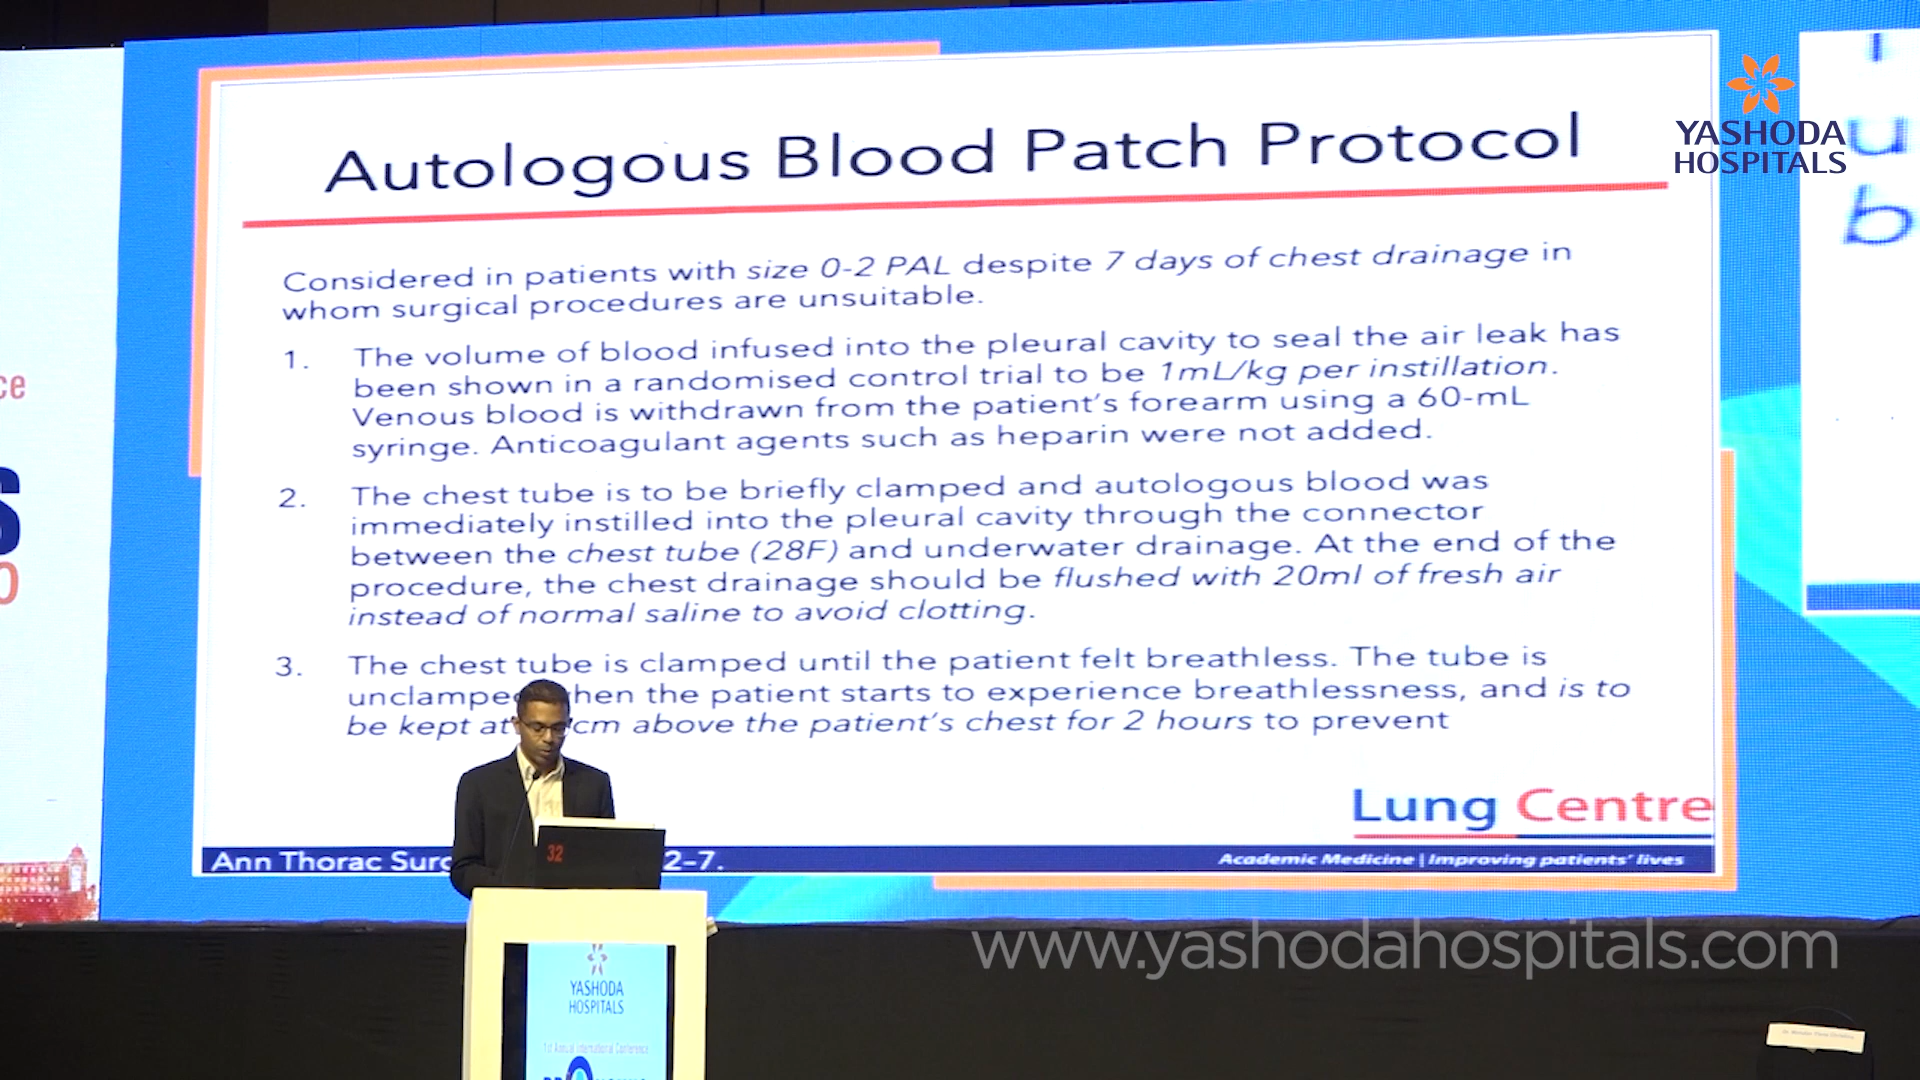 Autologous Blood Patch Protocol
YASHODA
HOSPITALS
Considered in patients with size 0-2 PAL despite 7 days of chest drainage in
whom surgical procedures are unsuitable.
1. The volume of blood infused into the pleural cavity to seal the air leak has
been shown in a randomised control trial to be 1mL/kg per instillation.
Venous blood is withdrawn from the patient's forearm using a 60-mL
syringe. Anticoagulant agents such as heparin were not added.
2. The chest tube is to be briefly clamped and autologous blood was
immediately instilled into the pleural cavity through the connector
between the chest tube (28F) and underwater drainage. At the end of the
procedure, the chest drainage should be flushed with 20ml of fresh air
instead of normal saline to avoid clotting.
3. The chest tube is clamped until the patient felt breathless. The tube is
when the patient starts to experience breathlessness, and is to
be kept at cm above the patient's chest for 2 hours to prevent
Lung Centre
Ann Thorac 2-7.
Academic Medicine | Improving patients' lives
32
www.yashodahospitals.com
YASHODA
HOSPITALS
1st Annual International Conference